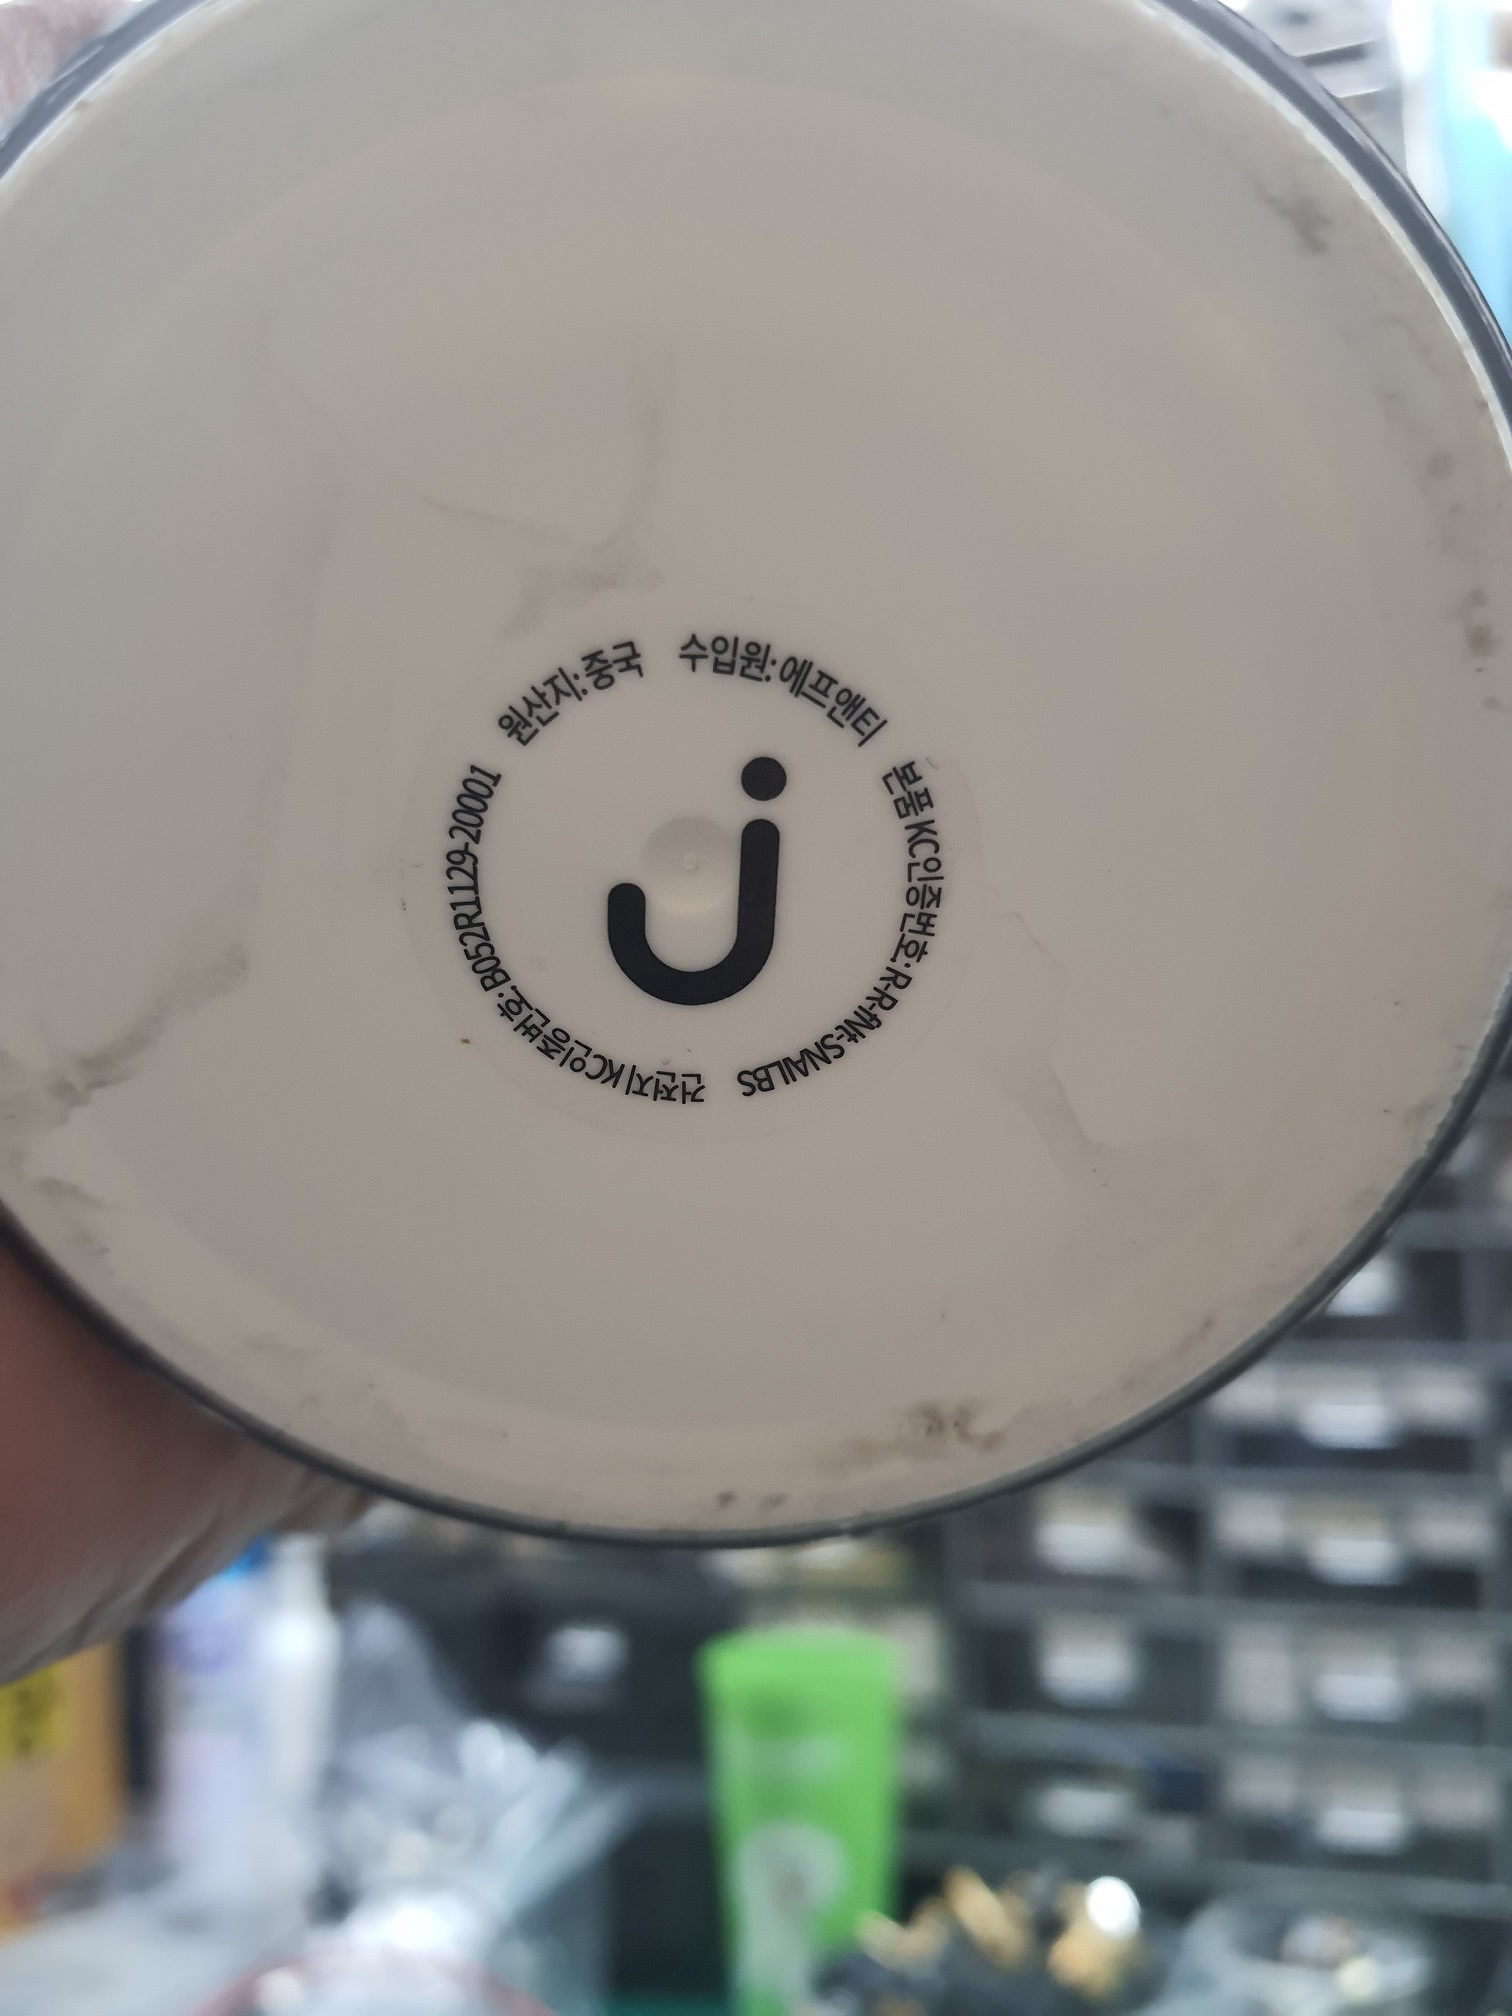 원산지:중국
수입원:에프앤티
본품 KC인증번호:R-R-fNt-SNAILBS
건전지 KC인증번호:B052R1129-20001